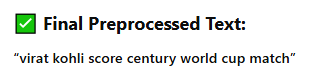 ✅ Final Preprocessed Text:
“virat kohli score century world cup match”